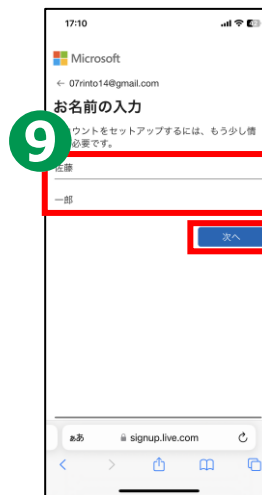 17:10
Microsoft
← 07rinto14@gmail.com
お名前の入力
ウントをセットアップするには、もう少し情
必要です。
9
佐藤
一郎
次へ
ぁあ
signup.live.com